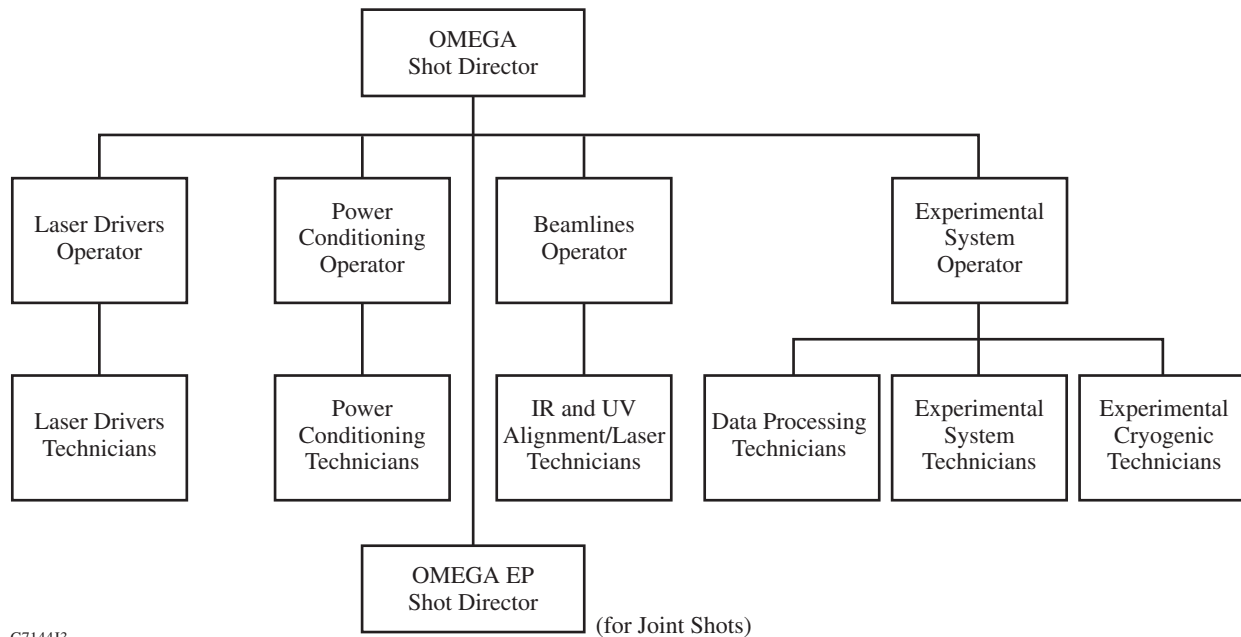 OMEGA
Shot Director
Laser Drivers
Operator
Power
Conditioning
Operator
Beamlines
Operator
Experimental
System
Operator
Laser Drivers
Technicians
Power
Conditioning
Technicians
IR and UV
Alignment/Laser
Technicians
Data Processing
Technicians
Experimental
System
Technicians
Experimental
Cryogenic
Technicians
OMEGA EP
Shot Director
(for Joint Shots)